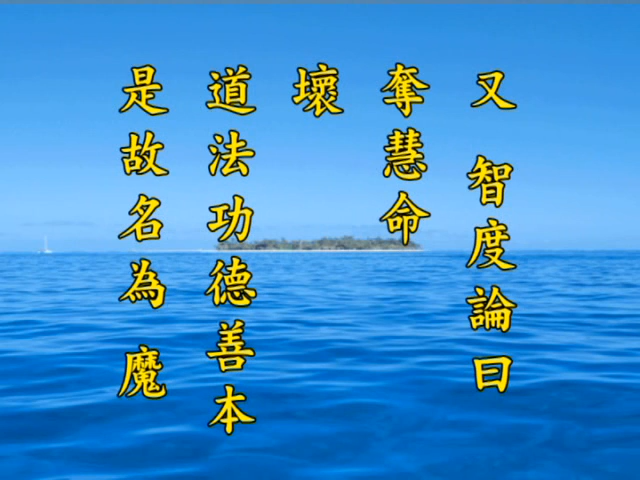 又 智度論曰
奪慧命
壞
道法功德善本
是故名為 魔